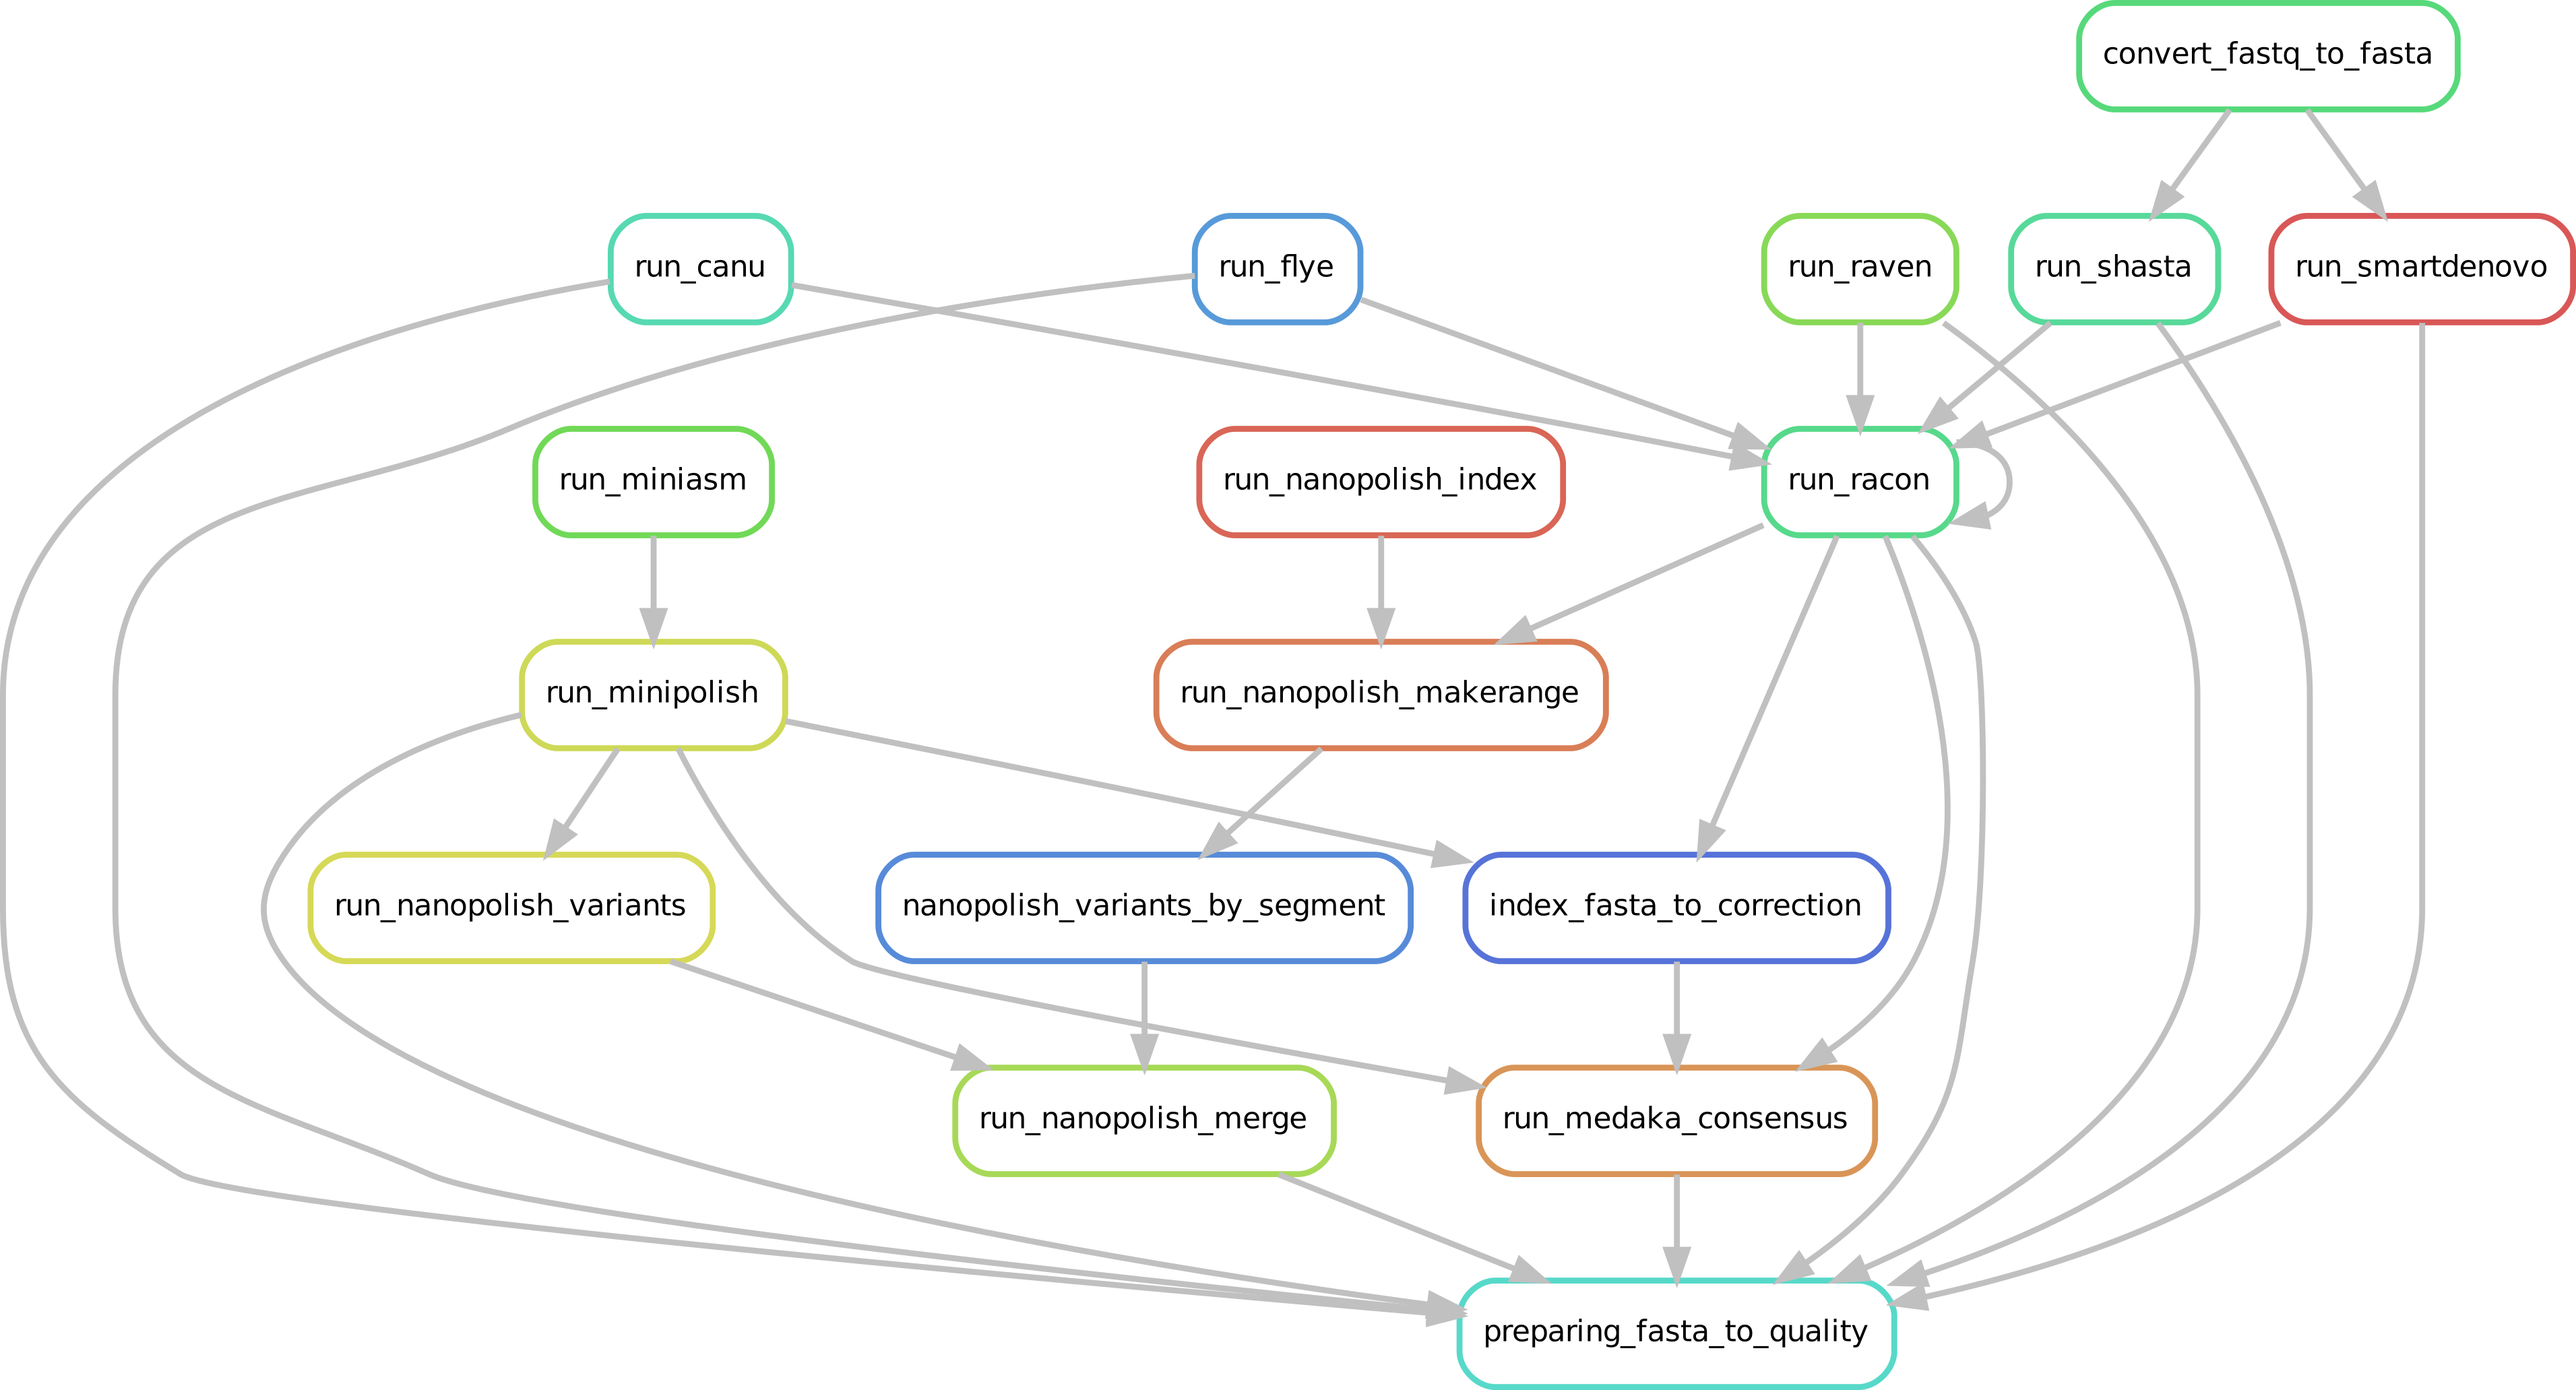 convert_fastq_to_fasta
run_canu
run_flye
run_raven
run_shasta
run_smartdenovo
run_miniasm
run_nanopolish_index
run_racon
run_minipolish
run_nanopolish_makerange
run_nanopolish_variants
nanopolish_variants_by_segment
index_fasta_to_correction
run_nanopolish_merge
run_medaka_consensus
preparing_fasta_to_quality